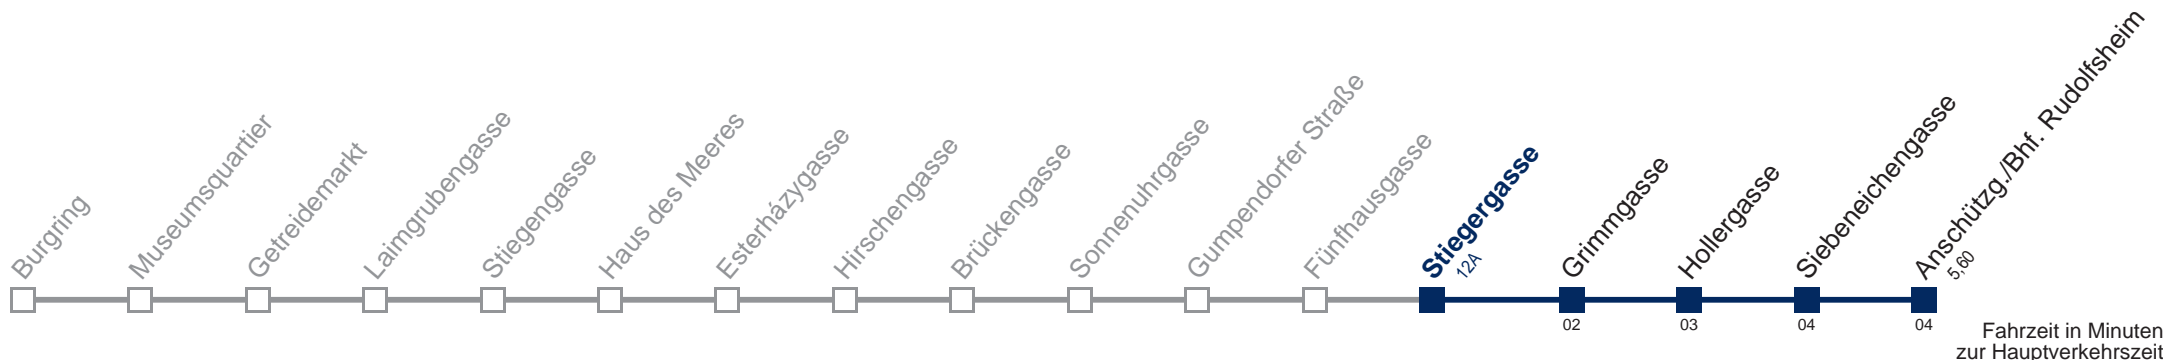 Burgring
Museumsquartier
Getreidemarkt
Laimgrubengasse
Stiegengasse
Haus des Meeres
Esterházygasse
Hirschengasse
Brückengasse
Sonnenuhrgasse
Gumpendorfer Straße
Fünfhausgasse
Stiegergasse
12A
Grimmgasse
Hollergasse
Siebeneichengasse
Anschützg./Bhf. Rudolfsheim
5,60
02
03
04
04
Fahrzeit in Minuten
zur Hauptverkehrszeit